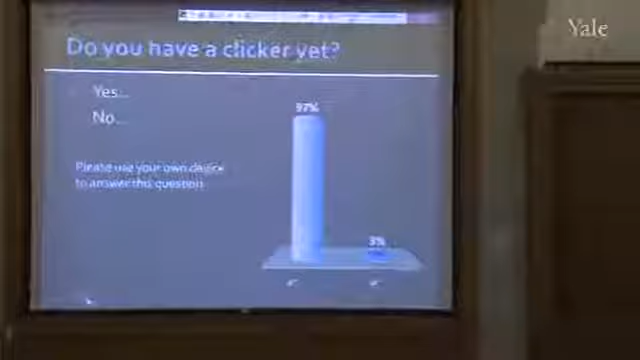 Yale
Do you have a clicker yet?
Yes...
No...
97%
Please use your own device
to answer this question
3%